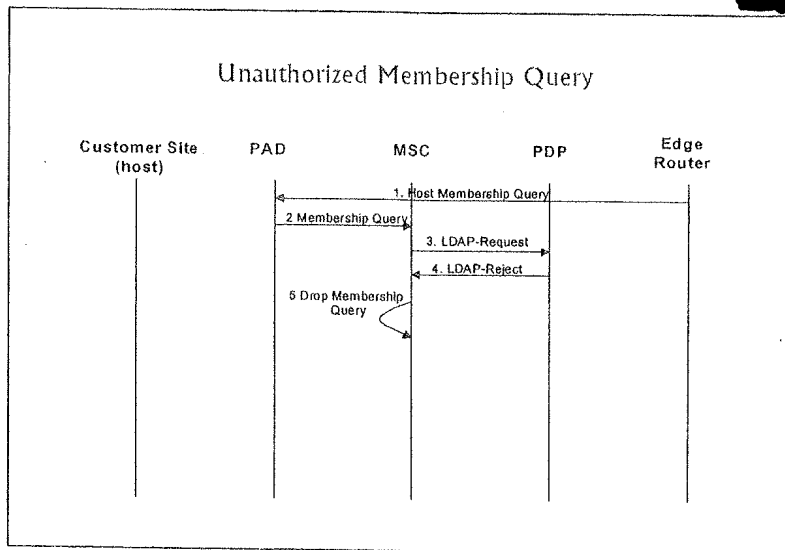 Unauthorized Membership Query
Customer Site
(host)
PAD
MSC
PDP
Edge
Router
1. Host Membership Query
2 Membership Query
3. LDAP-Request
4. LDAP-Reject
5 Drop Membership
Query